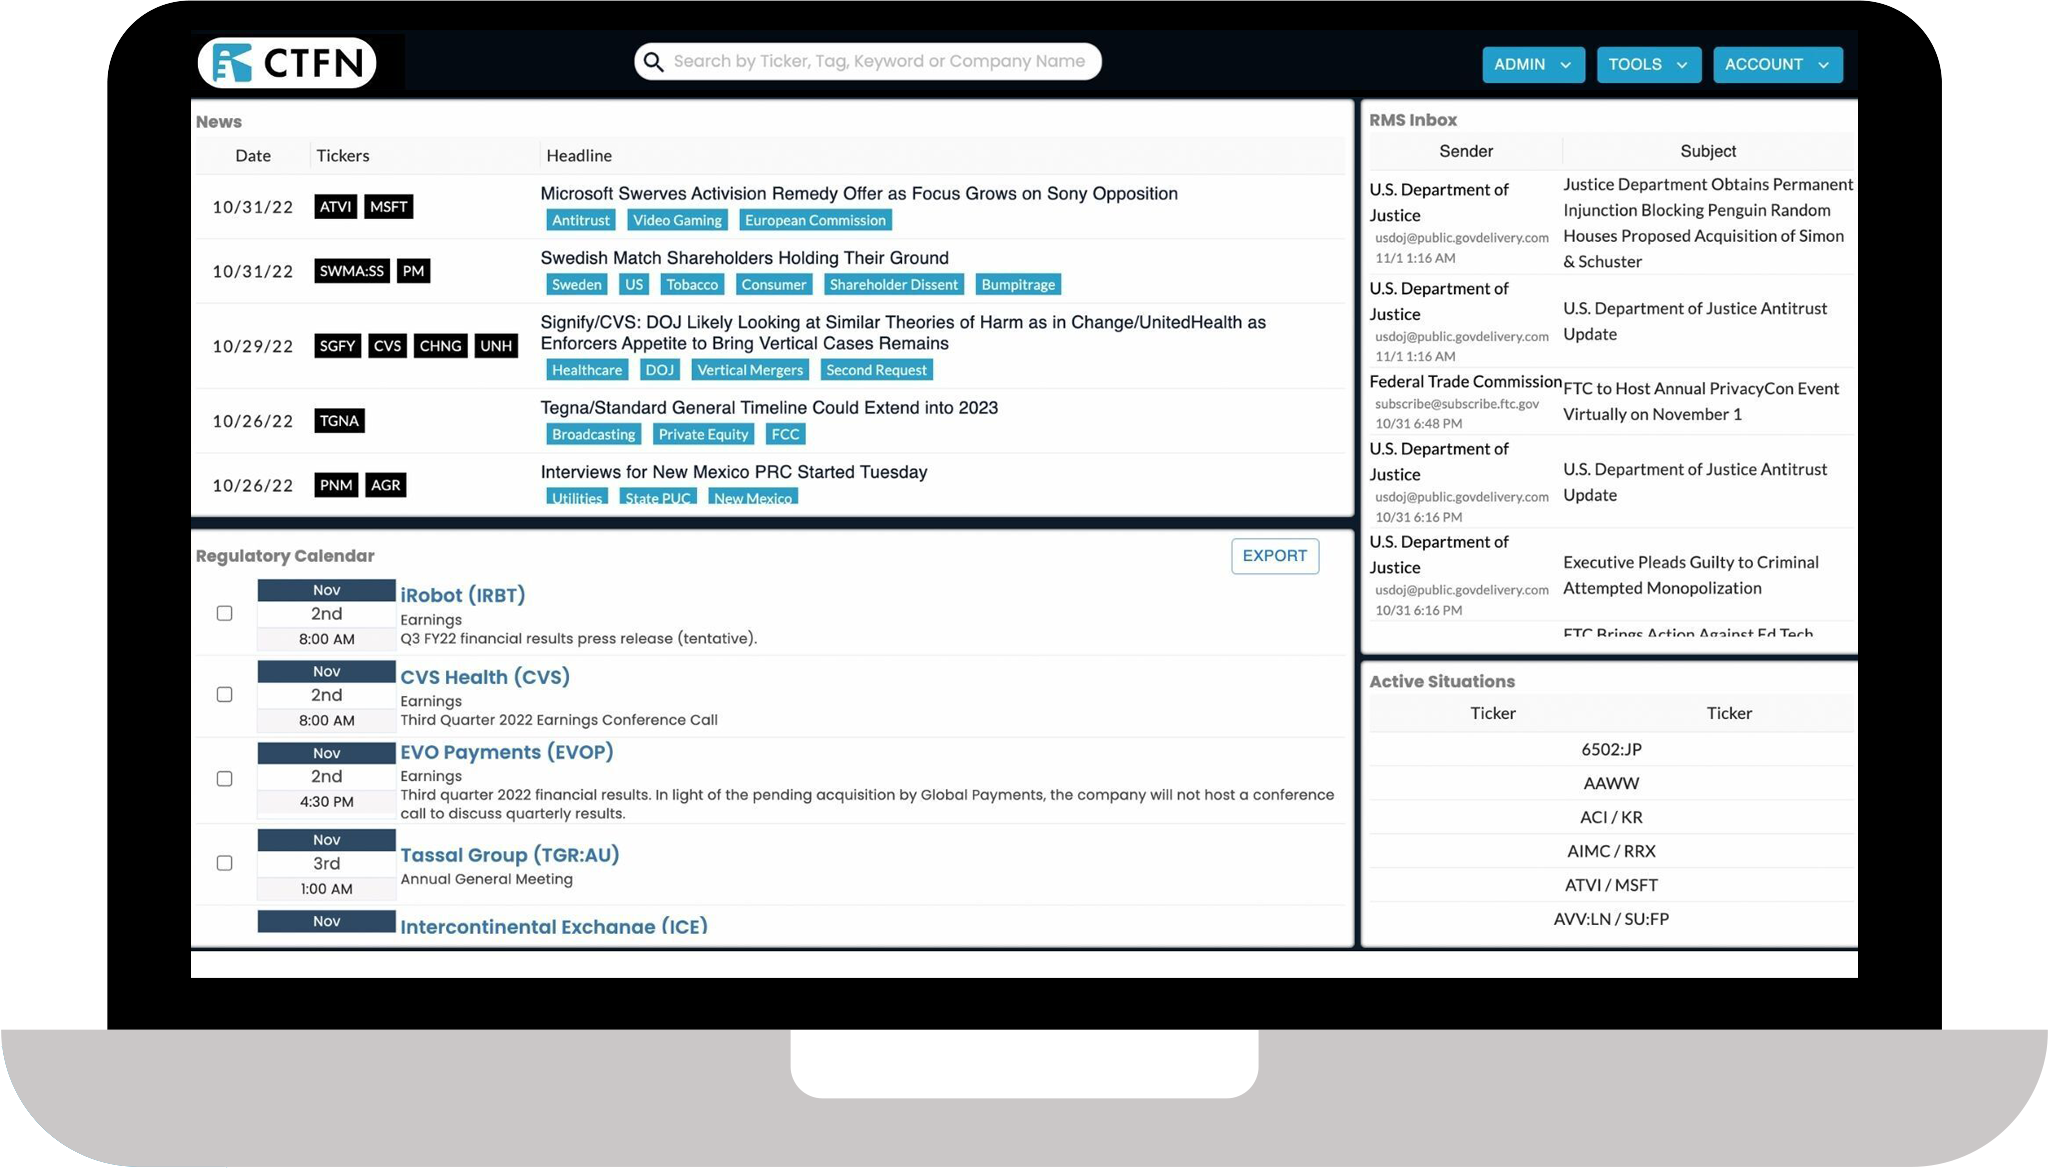 CTFN
Search by Ticker, Tag, Keyword or Company Name
ADMIN
TOOLS
ACCOUNT
News
Date Tickers Headline
10/31/22 ATVI MSFT
Microsoft Swerves Activision Remedy Offer as Focus Grows on Sony Opposition
Antitrust Video Gaming European Commission
10/31/22 SWMA:SS PM
Swedish Match Shareholders Holding Their Ground
Sweden US Tobacco Consumer Shareholder Dissent Bumpitrage
10/29/22 SGFY CVS CHNG UNH
Signify/CVS: DOJ Likely Looking at Similar Theories of Harm as in Change/UnitedHealth as
Enforcers Appetite to Bring Vertical Cases Remains
Healthcare DOJ Vertical Mergers Second Request
10/26/22 TGNA
Tegna/Standard General Timeline Could Extend into 2023
Broadcasting Private Equity FCC
10/26/22 PNM AGR
Interviews for New Mexico PRC Started Tuesday
Utilities State PUC New Mexico
Regulatory Calendar
EXPORT
Nov
2nd
8:00 AM
iRobot (IRBT)
Earnings
Q3 FY22 financial results press release (tentative).
Nov
2nd
8:00 AM
CVS Health (CVS)
Earnings
Third Quarter 2022 Earnings Conference Call
Nov
2nd
4:30 PM
EVO Payments (EVOP)
Earnings
Third quarter 2022 financial results. In light of the pending acquisition by Global Payments, the company will not host a conference
call to discuss quarterly results.
Nov
3rd
1:00 AM
Tassal Group (TGR:AU)
Annual General Meeting
Nov
Intercontinental Exchange (ICE)
RMS Inbox
Sender Subject
U.S. Department of
Justice
usdoj@public.govdelivery.com
11/1 1:16 AM
Justice Department Obtains Permanent
Injunction Blocking Penguin Random
Houses Proposed Acquisition of Simon
& Schuster
U.S. Department of
Justice
usdoj@public.govdelivery.com
11/1 1:16 AM
U.S. Department of Justice Antitrust
Update
Federal Trade Commission
subscribe@subscribe.ftc.gov
10/31 6:48 PM
FTC to Host Annual PrivacyCon Event
Virtually on November 1
U.S. Department of
Justice
usdoj@public.govdelivery.com
10/31 6:16 PM
U.S. Department of Justice Antitrust
Update
U.S. Department of
Justice
usdoj@public.govdelivery.com
10/31 6:16 PM
Executive Pleads Guilty to Criminal
Attempted Monopolization
FTC Brings Action Against Ed Tech
Active Situations
Ticker Ticker
6502:JP
AAWW
ACI / KR
AIMC / RRX
ATVI / MSFT
AVV:LN / SU:FP